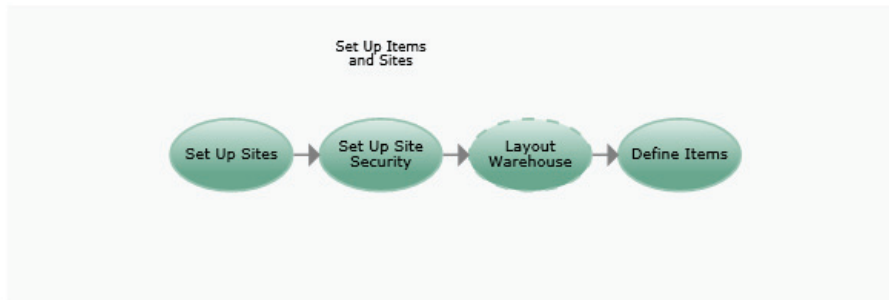 Set Up Items
and Sites
Set Up Sites
Set Up Site
Security
Layout
Warehouse
Define Items